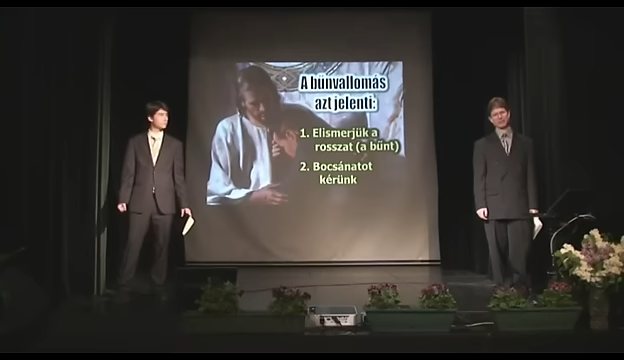 A bűnvallomás
azt jelenti:
1. Elismerjük a
rosszat (a bűnt)
2. Bocsánatot
kérünk